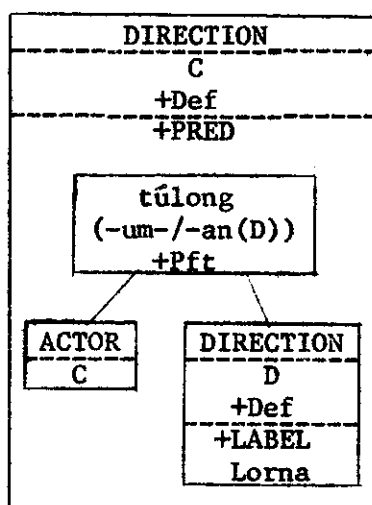 DIRECTION
C
+Def
+PRED
túlong
(-um-/-an(D))
+Pft
ACTOR
C
DIRECTION
D
+Def
+LABEL
Lorna